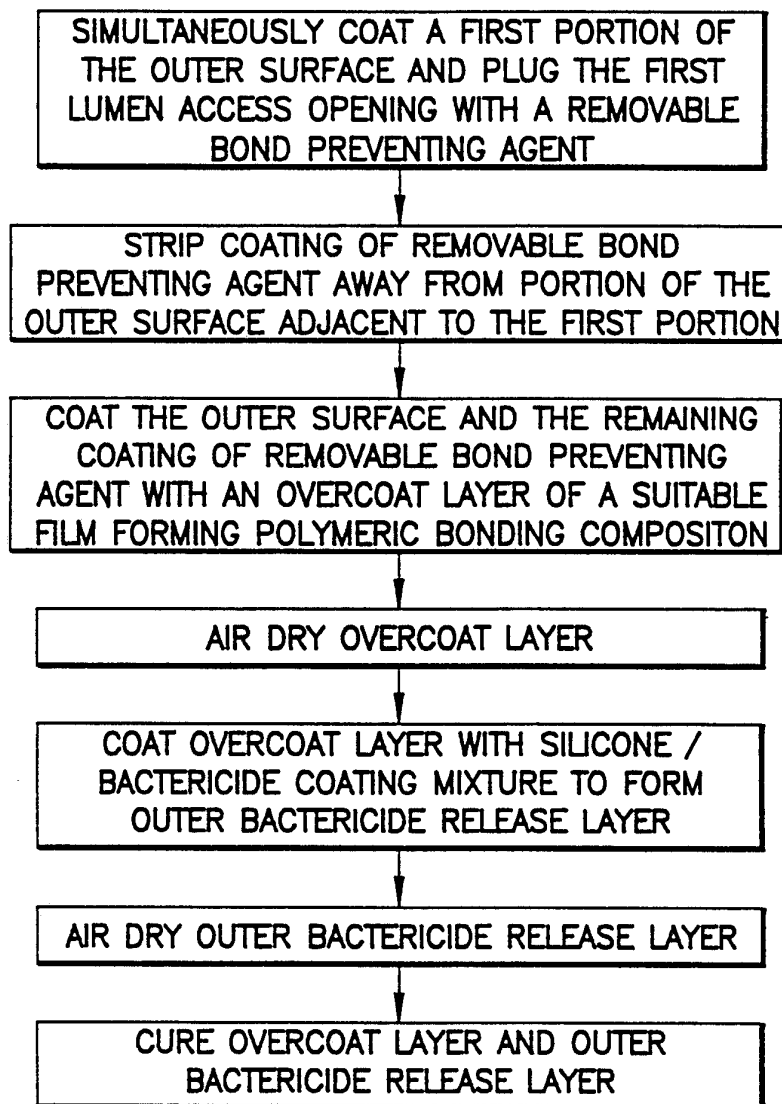 SIMULTANEOUSLY COAT A FIRST PORTION OF
THE OUTER SURFACE AND PLUG THE FIRST
LUMEN ACCESS OPENING WITH A REMOVABLE
BOND PREVENTING AGENT
STRIP COATING OF REMOVABLE BOND
PREVENTING AGENT AWAY FROM PORTION OF THE
OUTER SURFACE ADJACENT TO THE FIRST PORTION
COAT THE OUTER SURFACE AND THE REMAINING
COATING OF REMOVABLE BOND PREVENTING
AGENT WITH AN OVERCOAT LAYER OF A SUITABLE
FILM FORMING POLYMERIC BONDING COMPOSITON
AIR DRY OVERCOAT LAYER
COAT OVERCOAT LAYER WITH SILICONE /
BACTERICIDE COATING MIXTURE TO FORM
OUTER BACTERICIDE RELEASE LAYER
AIR DRY OUTER BACTERICIDE RELEASE LAYER
CURE OVERCOAT LAYER AND OUTER
BACTERICIDE RELEASE LAYER